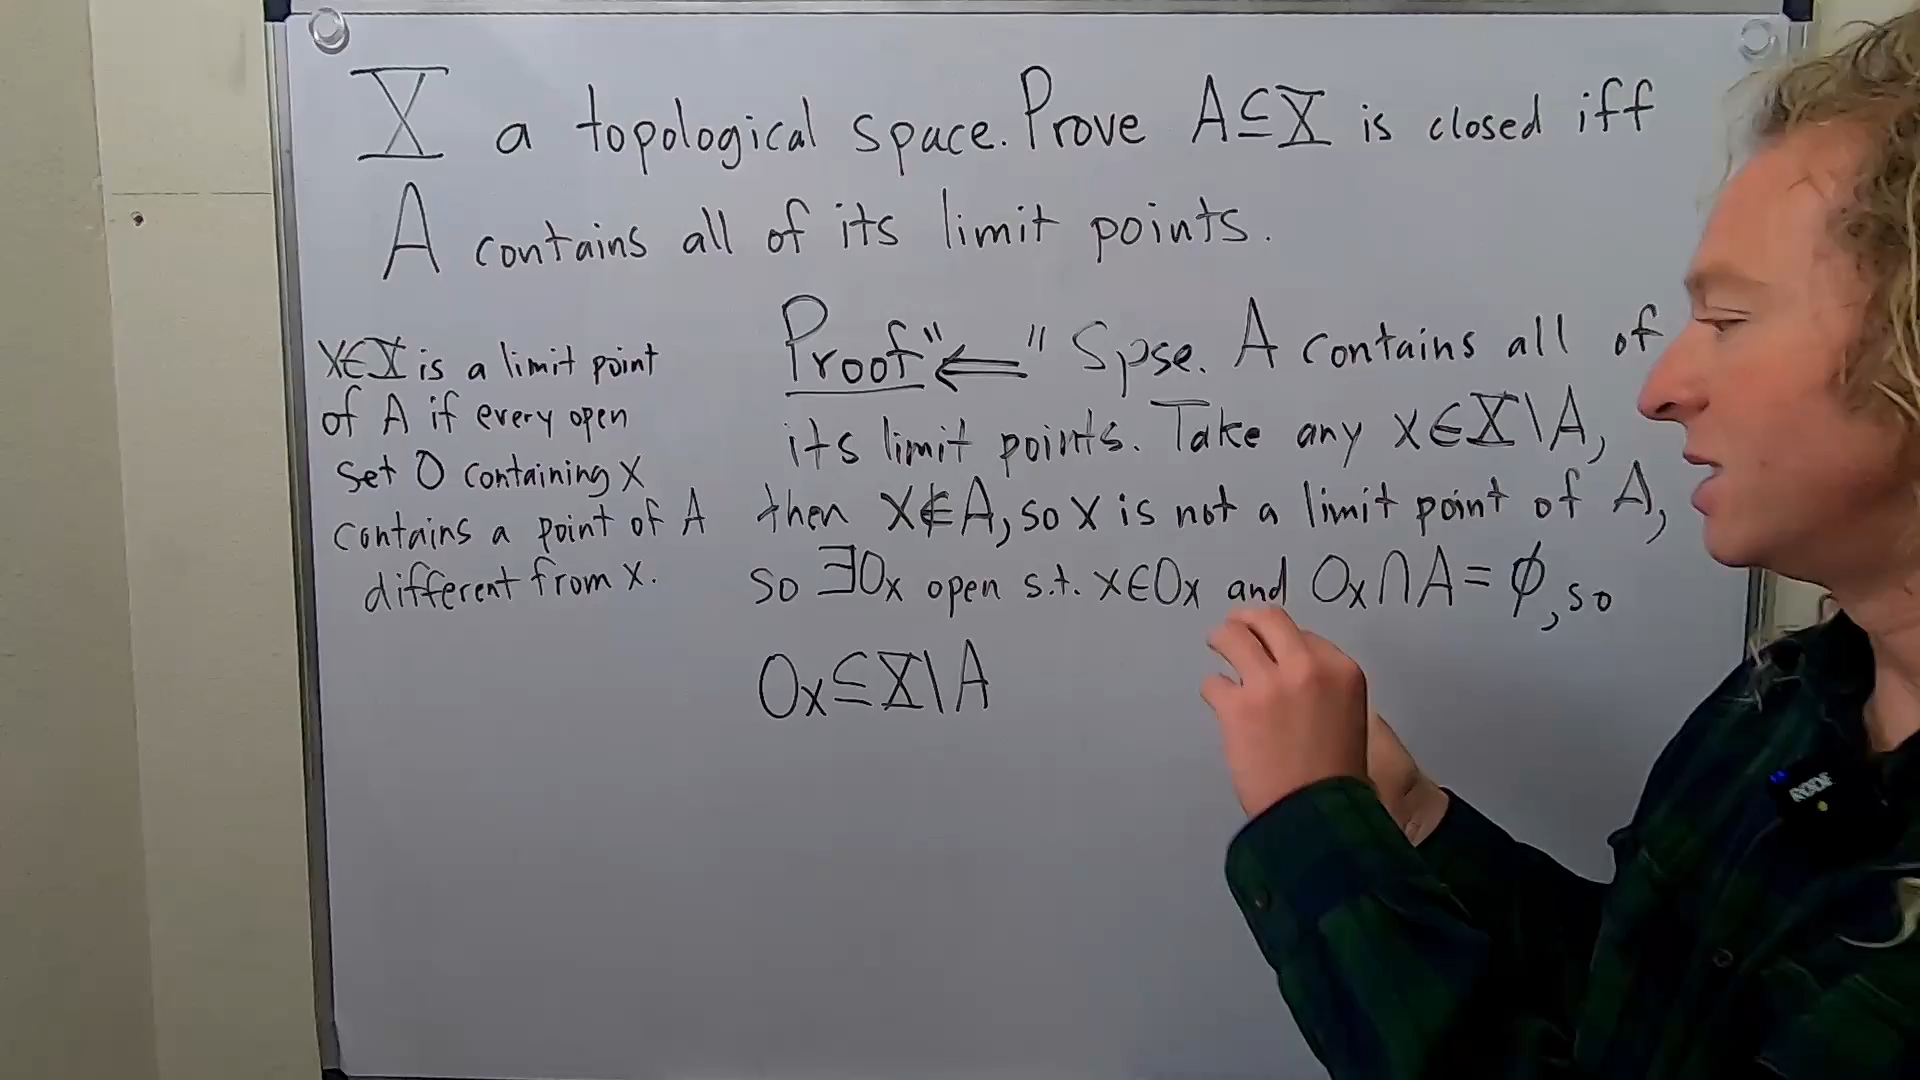 X a topological space. Prove A⊆X is closed iff
A contains all of its limit points.
x∈X is a limit point
of A if every open
set O containing x
contains a point of A
different from x.
Proof "⇐" Spse. A contains all of
its limit points. Take any x∈X\A,
then x∉A, so x is not a limit point of A,
so ∃Ox open s.t. x∈Ox and Ox∩A=∅, so
Ox⊆X\A